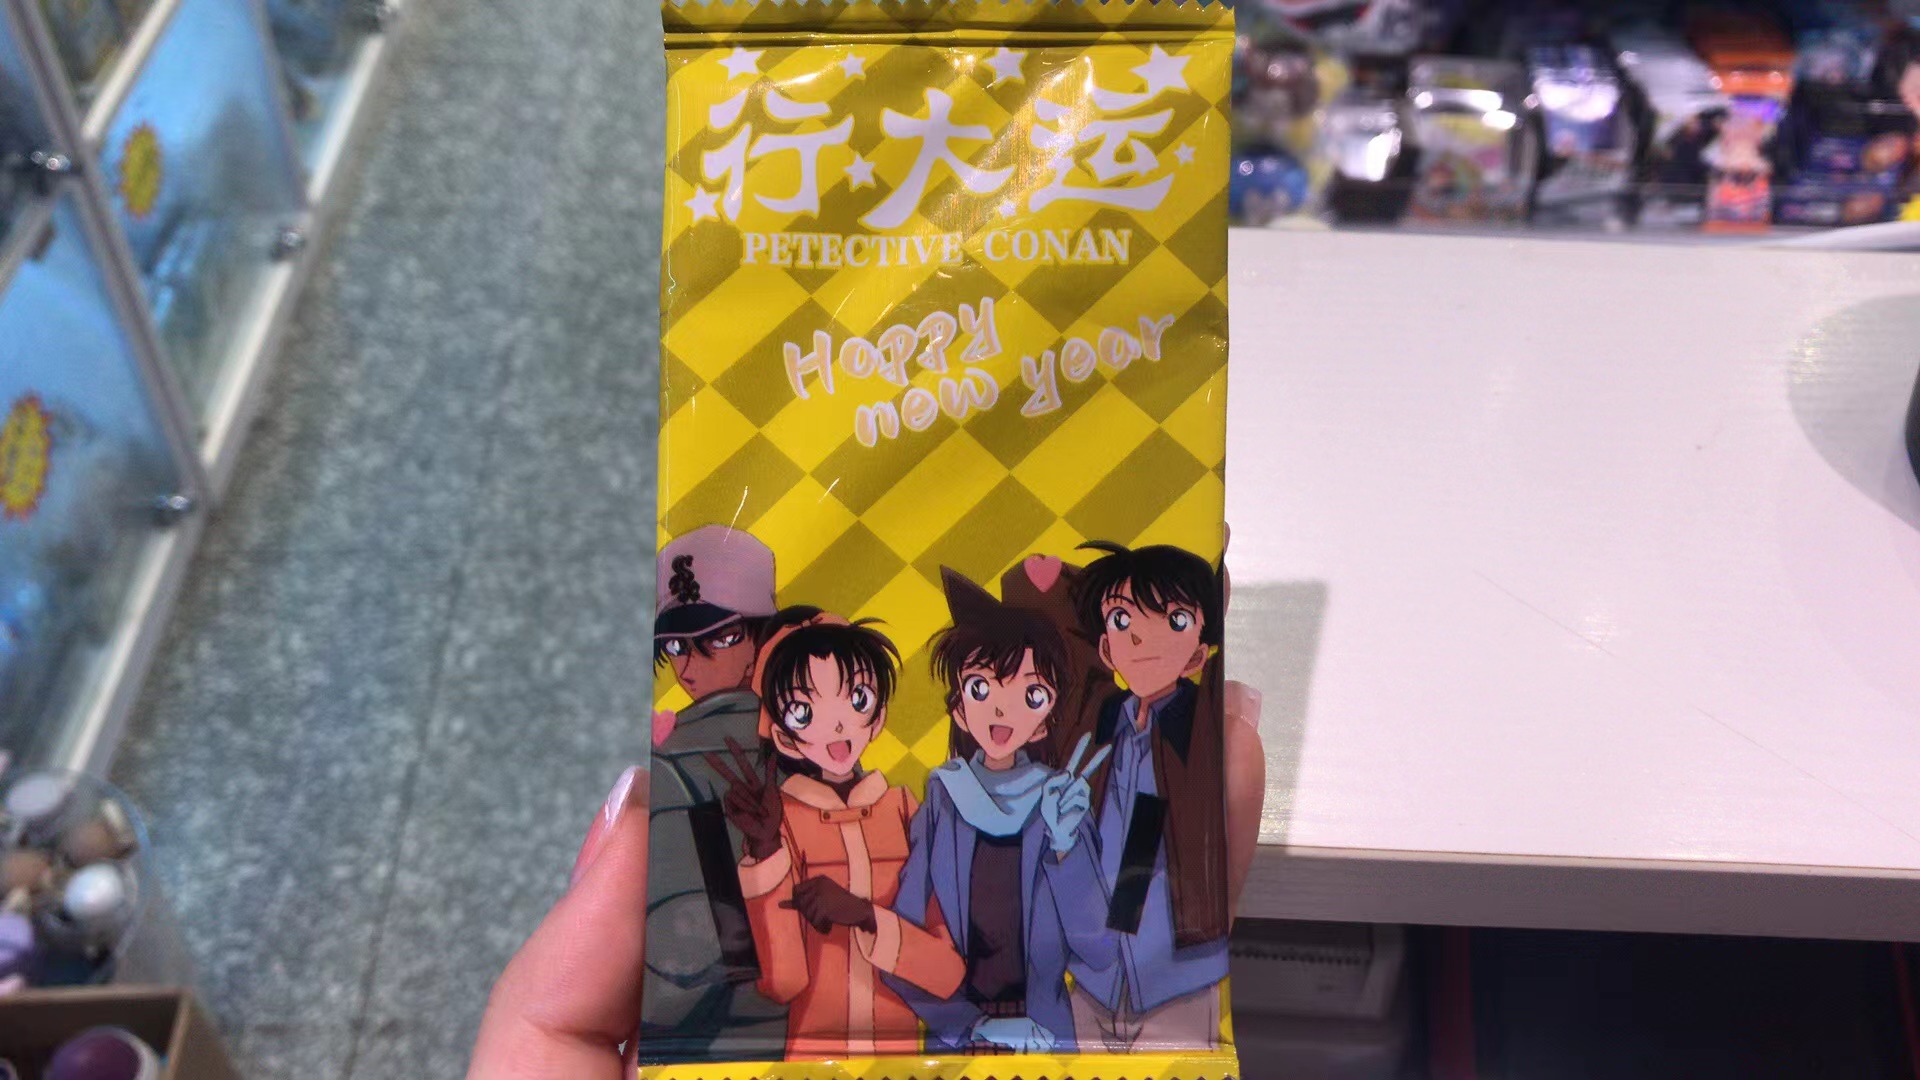 行大运
PETECTIVE CONAN
Happy
new year